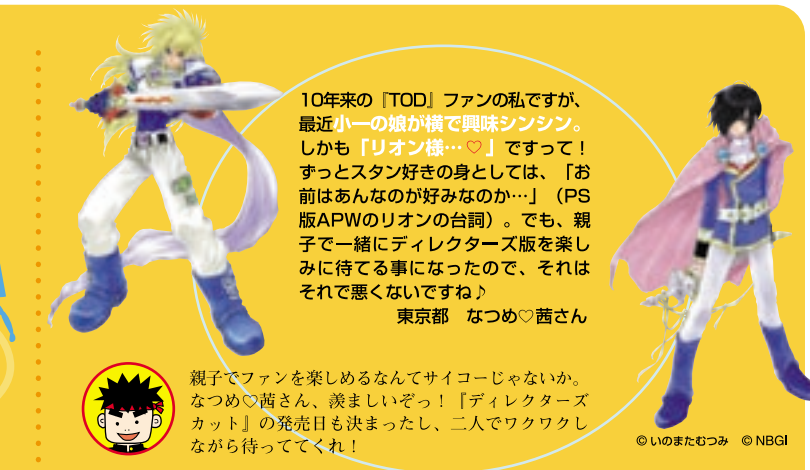 10年来の『TOD』ファンの私ですが、
最近小一の娘が横で興味シンシン。
しかも「リオン様…♡」ですって！
ずっとスタン好きの身としては、「お
前はあんなのが好みなのか…」（PS
版APWのリオンの台詞）。でも、親
子で一緒にディレクターズ版を楽し
みに待てる事になったので、それは
それで悪くないですね♪
東京都　なつめ♡茜さん
親子でファンを楽しめるなんてサイコーじゃないか。
なつめ♡茜さん、羨ましいぞっ！『ディレクターズ
カット』の発売日も決まったし、二人でワクワクし
ながら待っててくれ！
© いのまたむつみ　© NBGI